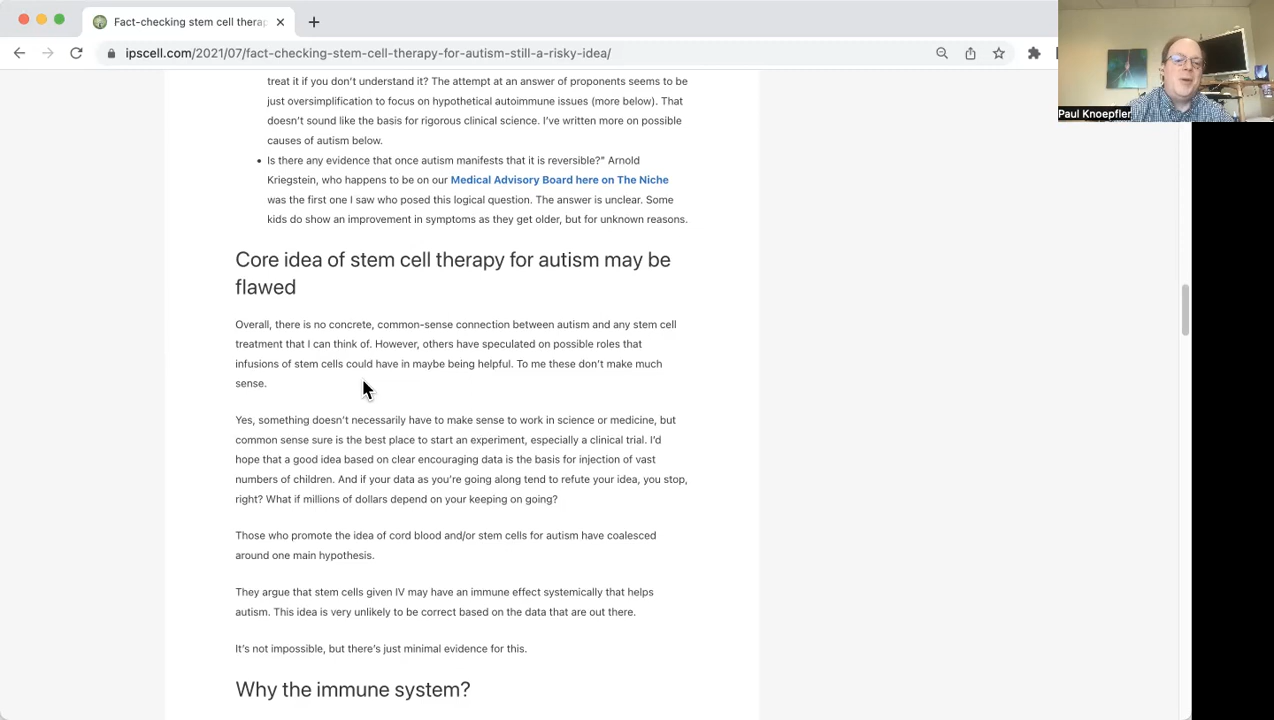 Fact-checking stem cell therap
ipscell.com/2021/07/fact-checking-stem-cell-therapy-for-autism-still-a-risky-idea/
Paul Knoepfler
treat it if you don't understand it? The attempt at an answer of proponents seems to be
just oversimplification to focus on hypothetical autoimmune issues (more below). That
doesn't sound like the basis for rigorous clinical science. I've written more on possible
causes of autism below.
• Is there any evidence that once autism manifests that it is reversible?" Arnold
Kriegstein, who happens to be on our Medical Advisory Board here on The Niche
was the first one I saw who posed this logical question. The answer is unclear. Some
kids do show an improvement in symptoms as they get older, but for unknown reasons.
Core idea of stem cell therapy for autism may be
flawed
Overall, there is no concrete, common-sense connection between autism and any stem cell
treatment that I can think of. However, others have speculated on possible roles that
infusions of stem cells could have in maybe being helpful. To me these don't make much
sense.
Yes, something doesn't necessarily have to make sense to work in science or medicine, but
common sense sure is the best place to start an experiment, especially a clinical trial. I'd
hope that a good idea based on clear encouraging data is the basis for injection of vast
numbers of children. And if your data as you're going along tend to refute your idea, you stop,
right? What if millions of dollars depend on your keeping on going?
Those who promote the idea of cord blood and/or stem cells for autism have coalesced
around one main hypothesis.
They argue that stem cells given IV may have an immune effect systemically that helps
autism. This idea is very unlikely to be correct based on the data that are out there.
It's not impossible, but there's just minimal evidence for this.
Why the immune system?